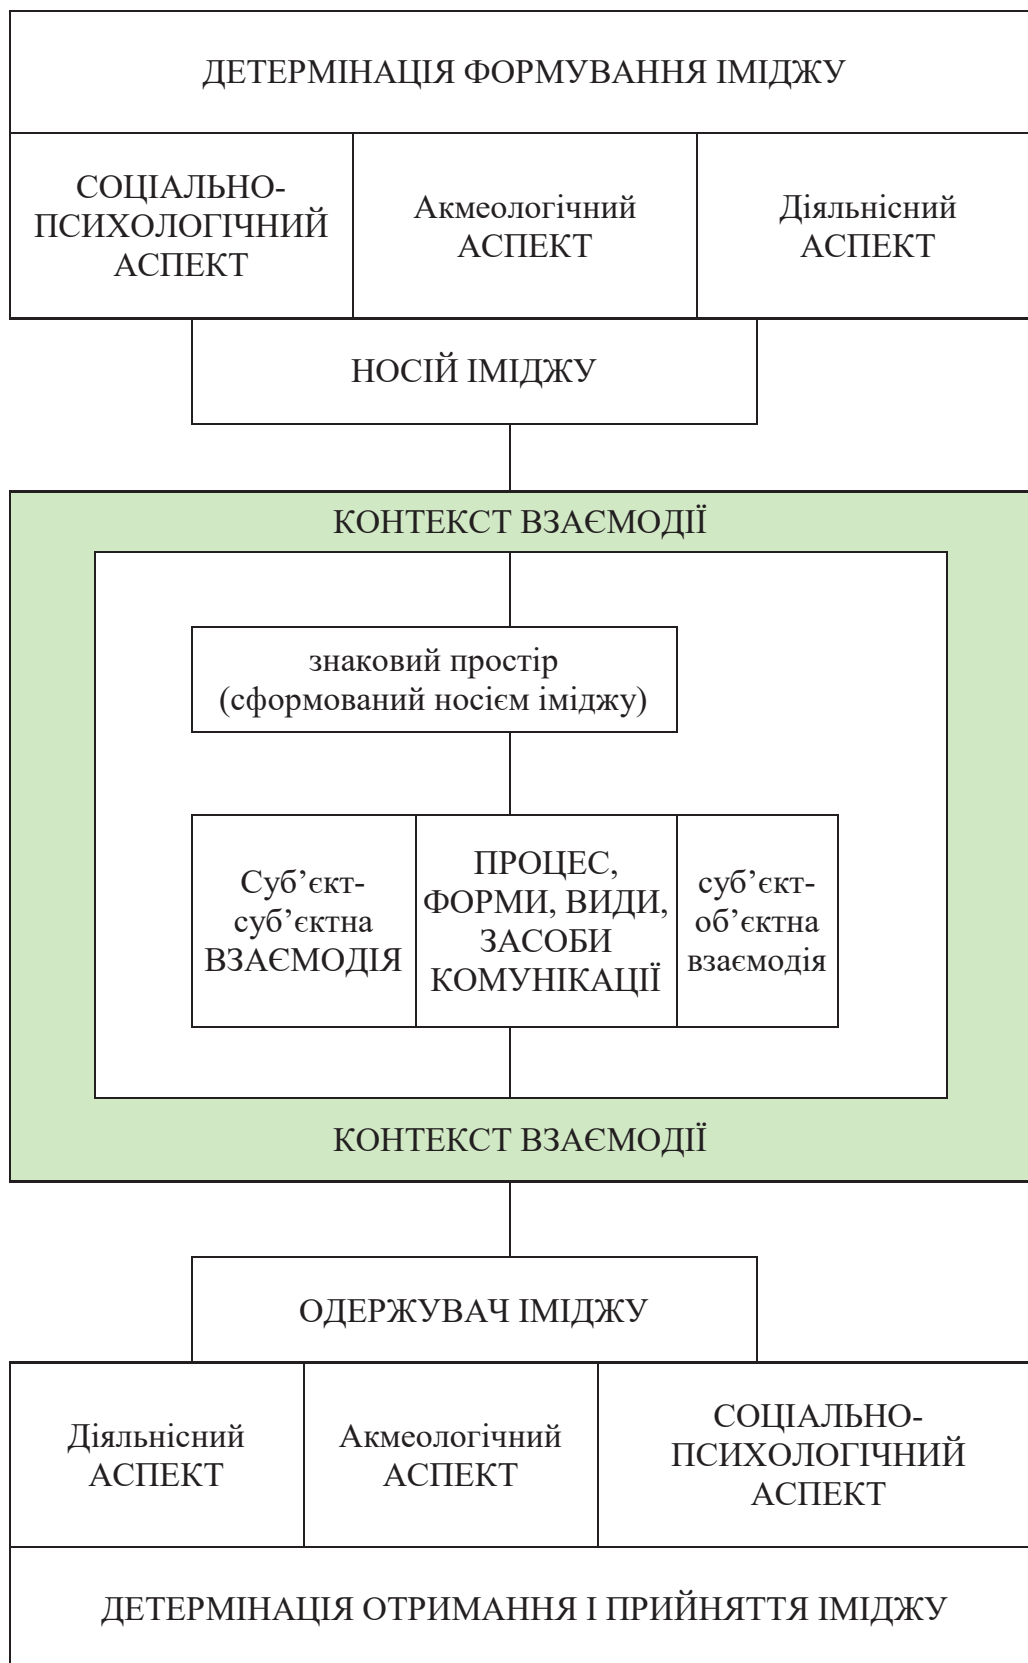 ДЕТЕРМІНАЦІЯ ФОРМУВАННЯ ІМІДЖУ
СОЦІАЛЬНО-
ПСИХОЛОГІЧНИЙ
АСПЕКТ
Акмеологічний
АСПЕКТ
Діяльнісний
АСПЕКТ
НОСІЙ ІМІДЖУ
КОНТЕКСТ ВЗАЄМОДІЇ
знаковий простір
(сформований носієм іміджу)
Суб’єкт-
суб’єктна
ВЗАЄМОДІЯ
ПРОЦЕС,
ФОРМИ, ВИДИ,
ЗАСОБИ
КОМУНІКАЦІЇ
суб’єкт-
об’єктна
взаємодія
КОНТЕКСТ ВЗАЄМОДІЇ
ОДЕРЖУВАЧ ІМІДЖУ
Діяльнісний
АСПЕКТ
Акмеологічний
АСПЕКТ
СОЦІАЛЬНО-
ПСИХОЛОГІЧНИЙ
АСПЕКТ
ДЕТЕРМІНАЦІЯ ОТРИМАННЯ І ПРИЙНЯТТЯ ІМІДЖУ